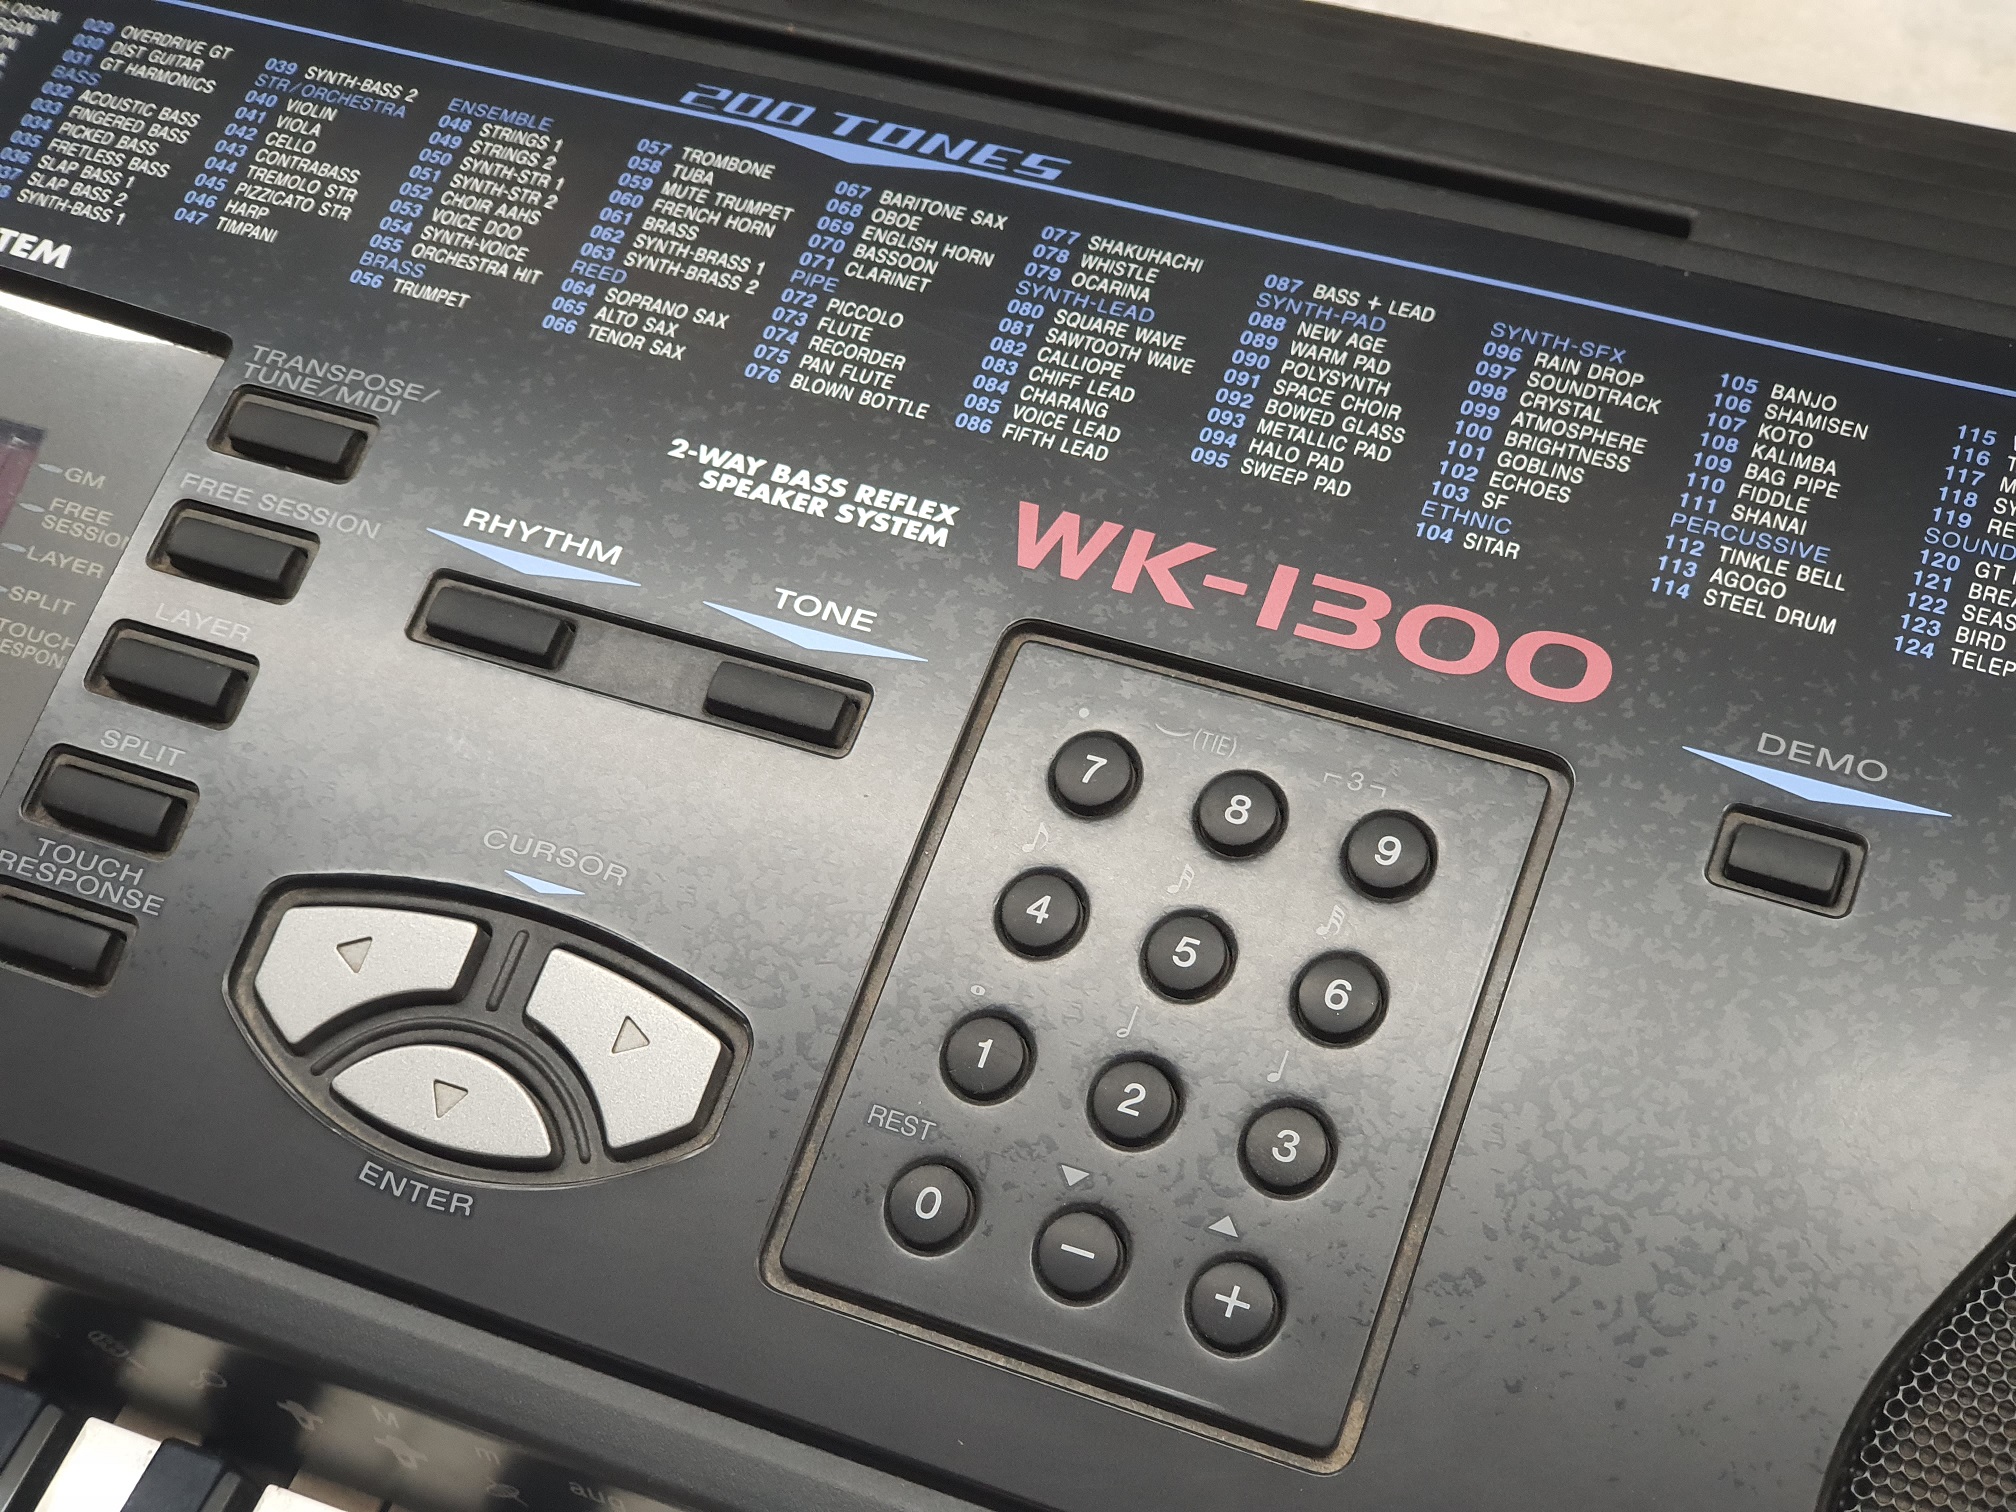 ORGAN
029 OVERDRIVE GT
030 DIST GUITAR
031 GT HARMONICS
BASS
032 ACOUSTIC BASS
033 FINGERED BASS
034 PICKED BASS
035 FRETLESS BASS
036 SLAP BASS 1
37 SLAP BASS 2
8 SYNTH-BASS 1
039 SYNTH-BASS 2
STR/ORCHESTRA
040 VIOLIN
041 VIOLA
042 CELLO
043 CONTRABASS
044 TREMOLO STR
045 PIZZICATO STR
046 HARP
047 TIMPANI
ENSEMBLE
048 STRINGS 1
049 STRINGS 2
050 SYNTH-STR 1
051 SYNTH-STR 2
052 CHOIR AAHS
053 VOICE DOO
054 SYNTH-VOICE
055 ORCHESTRA HIT
BRASS
056 TRUMPET
200 TONES
057 TROMBONE
058 TUBA
059 MUTE TRUMPET
060 FRENCH HORN
061 BRASS
062 SYNTH-BRASS 1
063 SYNTH-BRASS 2
REED
064 SOPRANO SAX
065 ALTO SAX
066 TENOR SAX
067 BARITONE SAX
068 OBOE
069 ENGLISH HORN
070 BASSOON
071 CLARINET
PIPE
072 PICCOLO
073 FLUTE
074 RECORDER
075 PAN FLUTE
076 BLOWN BOTTLE
077 SHAKUHACHI
078 WHISTLE
079 OCARINA
SYNTH-LEAD
080 SQUARE WAVE
081 SAWTOOTH WAVE
082 CALLIOPE
083 CHIFF LEAD
084 CHARANG
085 VOICE LEAD
086 FIFTH LEAD
087 BASS + LEAD
SYNTH-PAD
088 NEW AGE
089 WARM PAD
090 POLYSYNTH
091 SPACE CHOIR
092 BOWED GLASS
093 METALLIC PAD
094 HALO PAD
095 SWEEP PAD
SYNTH-SFX
096 RAIN DROP
097 SOUNDTRACK
098 CRYSTAL
099 ATMOSPHERE
100 BRIGHTNESS
101 GOBLINS
102 ECHOES
103 SF
ETHNIC
104 SITAR
105 BANJO
106 SHAMISEN
107 KOTO
108 KALIMBA
109 BAG PIPE
110 FIDDLE
111 SHANAI
PERCUSSIVE
112 TINKLE BELL
113 AGOGO
114 STEEL DRUM
115
116
117 M
118 SY
119 RE
SOUND
120 GT
121 BREA
122 SEAS
123 BIRD
124 TELEP
TEM
TRANSPOSE/
TUNE/MIDI
FREE SESSION
LAYER
SPLIT
TOUCH
RESPONSE
GM
FREE
SESSION
LAYER
SPLIT
TOUCH
ESPON
2-WAY BASS REFLEX
SPEAKER SYSTEM
WK-1300
RHYTHM
TONE
DEMO
CURSOR
ENTER
(TIE)
3
7 8 9
4 5 6
1 2 3
REST
0 − +
M
aug